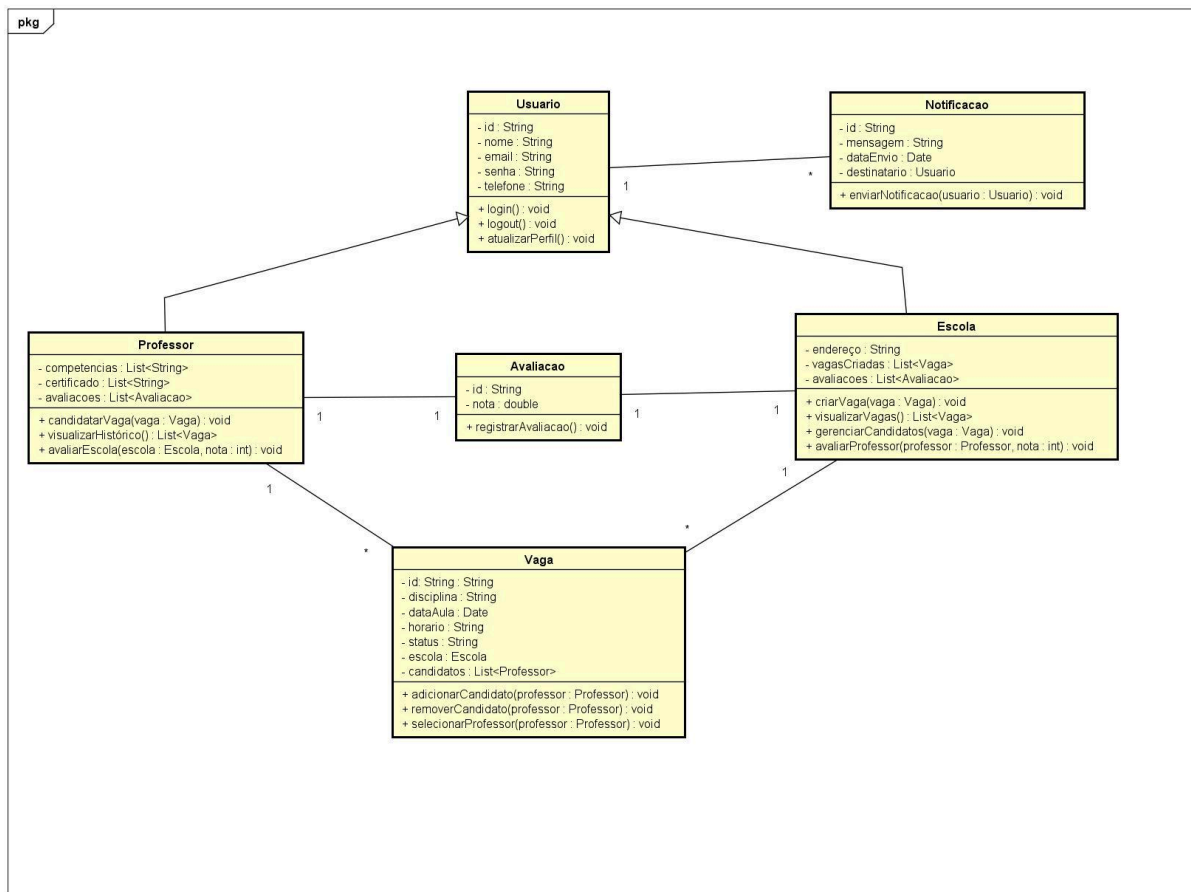 pkg
Usuario
- id : String
- nome : String
- email : String
- senha : String
- telefone : String
+ login() : void
+ logout() : void
+ atualizarPerfil() : void
Notificacao
- id : String
- mensagem : String
- dataEnvio : Date
- destinatario : Usuario
+ enviarNotificacao(usuario : Usuario) : void
1
*
Professor
- competencias : List<String>
- certificado : List<String>
- avaliacoes : List<Avaliacao>
+ candidatarVaga(vaga : Vaga) : void
+ visualizarHistórico() : List<Vaga>
+ avaliarEscola(escola : Escola, nota : int) : void
Avaliacao
- id : String
- nota : double
+ registrarAvaliacao() : void
Escola
- endereço : String
- vagasCriadas : List<Vaga>
- avaliacoes : List<Avaliacao>
+ criarVaga(vaga : Vaga) : void
+ visualizarVagas() : List<Vaga>
+ gerenciarCandidatos(vaga : Vaga) : void
+ avaliarProfessor(professor : Professor, nota : int) : void
1
1
1
1
1
*
1
*
Vaga
- id: String : String
- disciplina : String
- dataAula : Date
- horario : String
- status : String
- escola : Escola
- candidatos : List<Professor>
+ adicionarCandidato(professor : Professor) : void
+ removerCandidato(professor : Professor) : void
+ selecionarProfessor(professor : Professor) : void